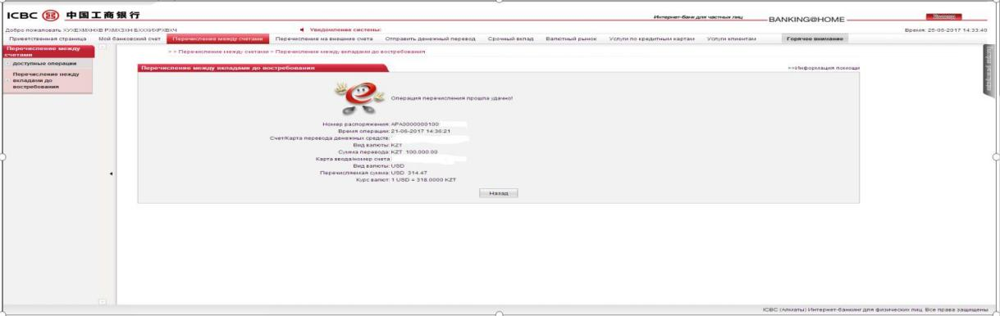 ICBC 中国工商银行
Интернет-банк для частных лиц
BANKING@HOME
Выход
Добро пожаловать
Уведомления системы:
Время: 25-05-2017 14:33:40
Приветственная страница Мой банковский счет Перечисление между счетами Перечисление на внешние счета Отправить денежный перевод Срочный вклад Валютный рынок Услуги по кредитным картам Услуги клиентам Горячее внимание
Перечисление между счетами
> > Перечисление между счетами > Перечисление между вкладами до востребования
доступные операции
Перечисление между вкладами до востребования
Перечисление между вкладами до востребования
>>Информация помощи
Операция перечисления прошла удачно!
Номер распоряжения: APA0000000100
Время операции: 21-06-2017 14:36:21
Счет/Карта перевода денежных средств:
Вид валюты: KZT
Сумма перевода: KZT 100.000.00
Карта ввода/номер счета
Вид валюты: USD
Перечисляемая сумма: USD 314.47
Курс валют: 1 USD = 318.0000 KZT
Назад
ICBC (Алматы) Интернет-банкинг для физических лиц. Все права защищены